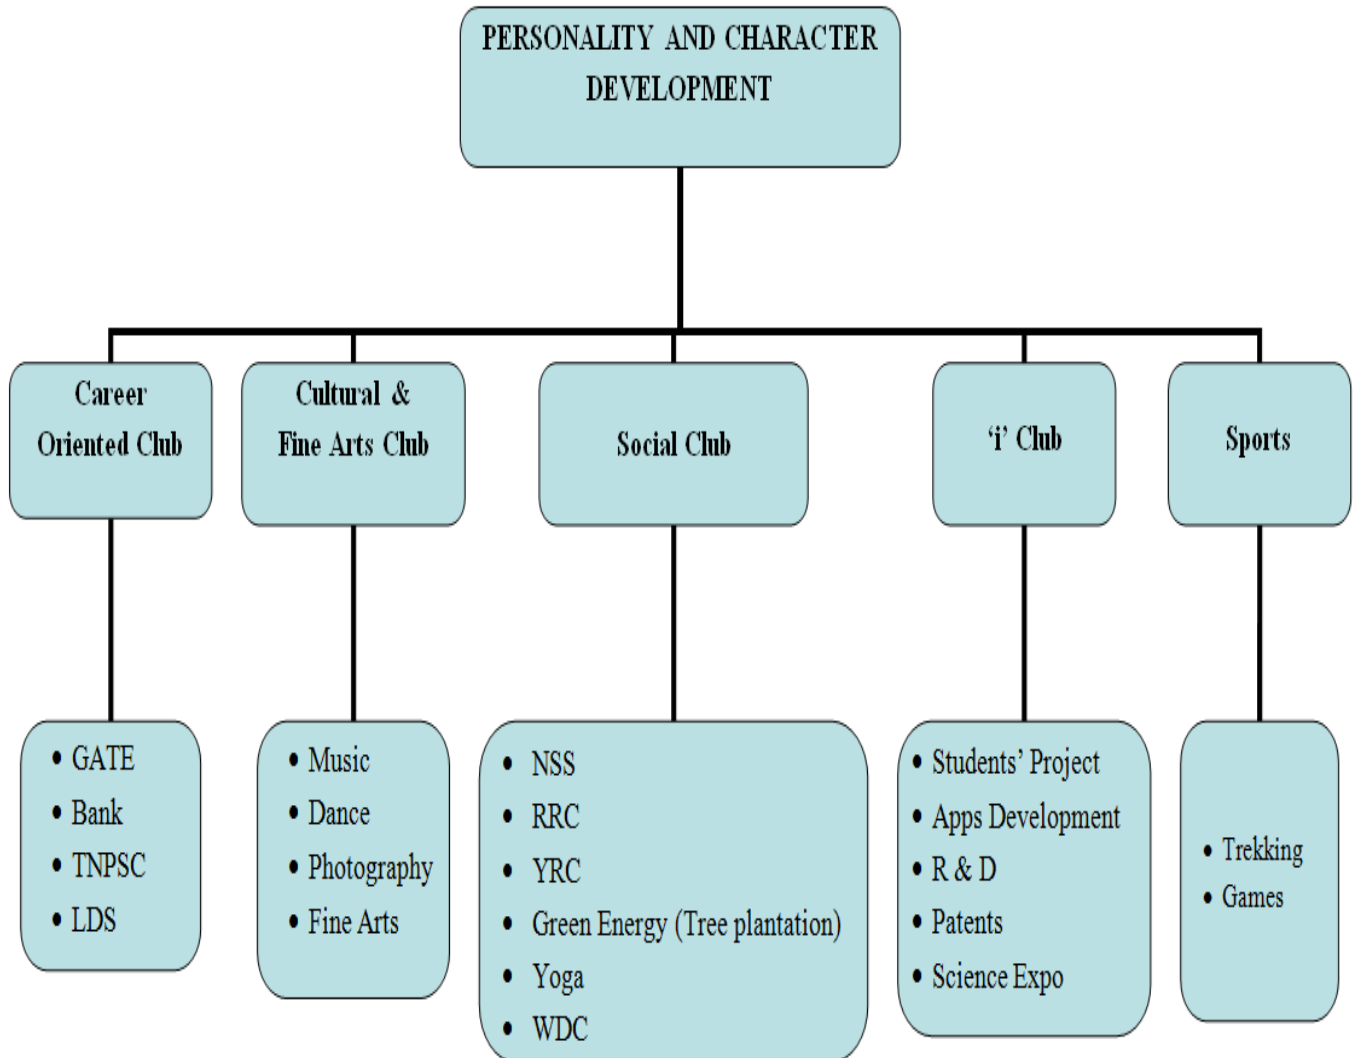 PERSONALITY AND CHARACTER
DEVELOPMENT
Career
Oriented Club
Cultural &
Fine Arts Club
Social Club
‘i’ Club
Sports
• GATE
• Bank
• TNPSC
• LDS
• Music
• Dance
• Photography
• Fine Arts
• NSS
• RRC
• YRC
• Green Energy (Tree plantation)
• Yoga
• WDC
• Students’ Project
• Apps Development
• R & D
• Patents
• Science Expo
• Trekking
• Games